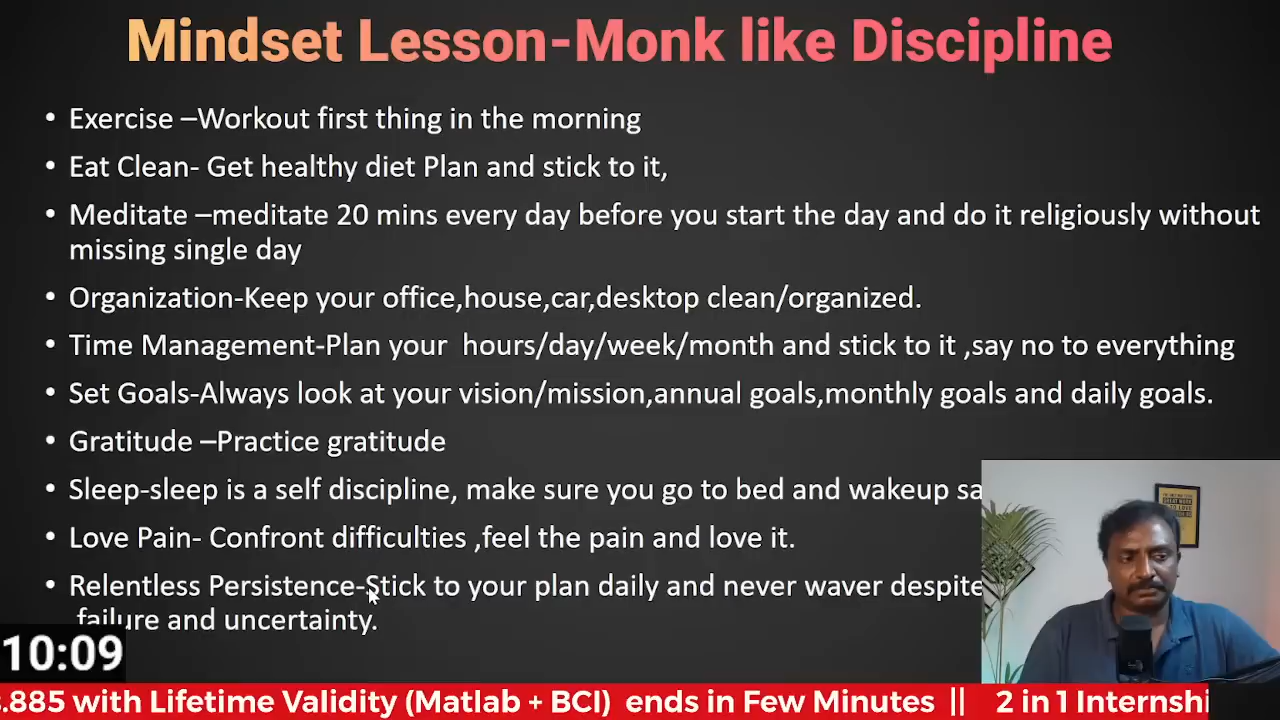 Mindset Lesson-Monk like Discipline
• Exercise –Workout first thing in the morning
• Eat Clean- Get healthy diet Plan and stick to it,
• Meditate –meditate 20 mins every day before you start the day and do it religiously without
missing single day
• Organization-Keep your office,house,car,desktop clean/organized.
• Time Management-Plan your  hours/day/week/month and stick to it ,say no to everything
• Set Goals-Always look at your vision/mission,annual goals,monthly goals and daily goals.
• Gratitude –Practice gratitude
• Sleep-sleep is a self discipline, make sure you go to bed and wakeup sa
• Love Pain- Confront difficulties ,feel the pain and love it.
• Relentless Persistence-Stick to your plan daily and never waver despite
failure and uncertainty.
10:09
.885 with Lifetime Validity (Matlab + BCI) ends in Few Minutes || 2 in 1 Internshi